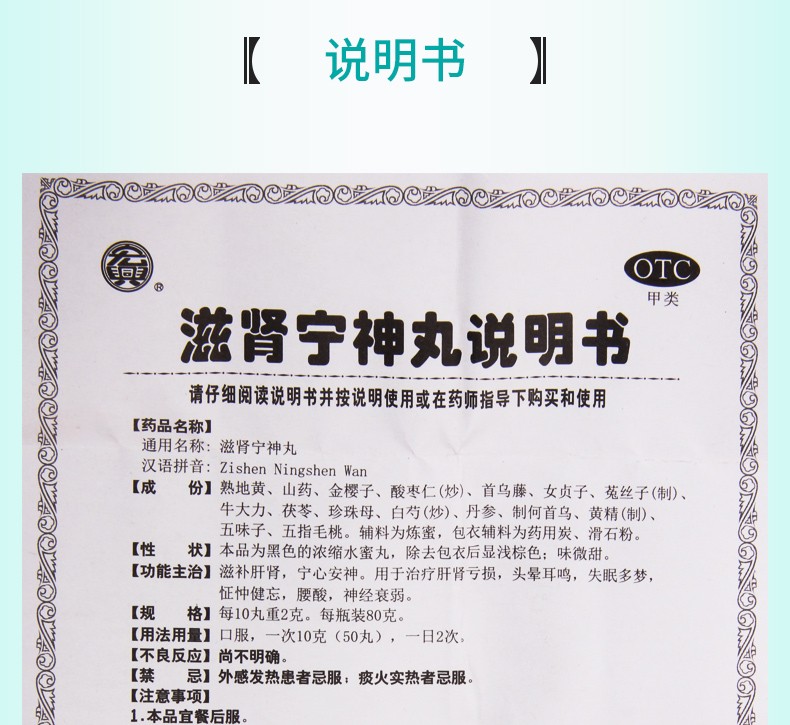 【 说明书 】
宏興
®
OTC
甲类
滋肾宁神丸说明书
请仔细阅读说明书并按说明使用或在药师指导下购买和使用
【药品名称】
通用名称: 滋肾宁神丸
汉语拼音: Zishen Ningshen Wan
【成 份】熟地黄、山药、金樱子、酸枣仁(炒)、首乌藤、女贞子、菟丝子(制)、
牛大力、茯苓、珍珠母、白芍(炒)、丹参、制何首乌、黄精(制)、
五味子、五指毛桃。辅料为炼蜜，包衣辅料为药用炭、滑石粉。
【性 状】本品为黑色的浓缩水蜜丸，除去包衣后显浅棕色；味微甜。
【功能主治】滋补肝肾，宁心安神。用于治疗肝肾亏损，头晕耳鸣，失眠多梦，
怔忡健忘，腰酸，神经衰弱。
【规 格】每10丸重2克。每瓶装80克。
【用法用量】口服，一次10克（50丸），一日2次。
【不良反应】尚不明确。
【禁 忌】外感发热患者忌服；痰火实热者忌服。
【注意事项】
1.本品宜餐后服。